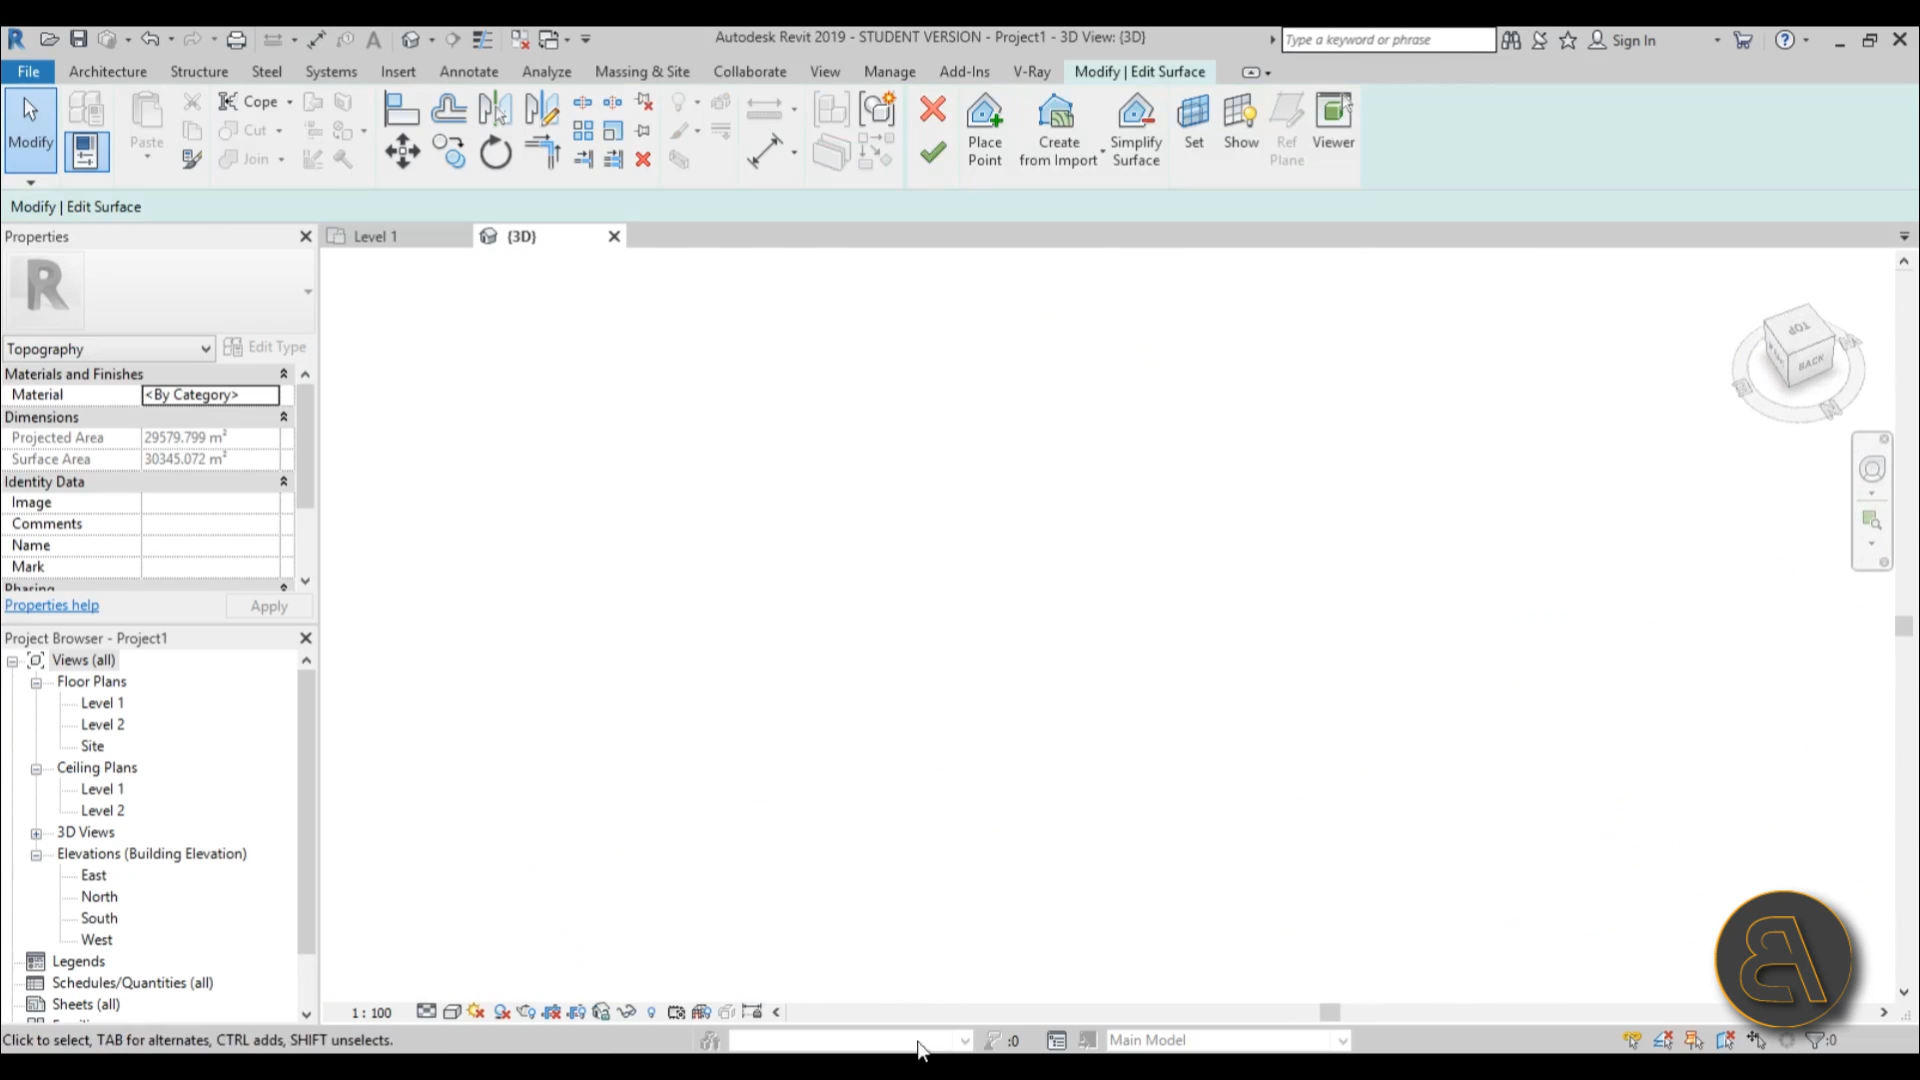 Autodesk Revit 2019 - STUDENT VERSION - Project1 - 3D View: {3D}
Type a keyword or phrase
Sign In
File Architecture Structure Steel Systems Insert Annotate Analyze Massing & Site Collaborate View Manage Add-Ins V-Ray Modify | Edit Surface
Modify
Paste
Cope
Cut
Join
Place Point
Create from Import
Simplify Surface
Set
Show
Ref Plane
Viewer
Modify | Edit Surface
Properties
Level 1
{3D}
R
Topography
Edit Type
Materials and Finishes
Material <By Category>
Dimensions
Projected Area 29579.799 m²
Surface Area 30345.072 m²
Identity Data
Image
Comments
Name
Mark
Phasing
Properties help
Apply
TOP
BACK
Project Browser - Project1
Views (all)
Floor Plans
Level 1
Level 2
Site
Ceiling Plans
Level 1
Level 2
3D Views
Elevations (Building Elevation)
East
North
South
West
Legends
Schedules/Quantities (all)
Sheets (all)
1 : 100
Click to select, TAB for alternates, CTRL adds, SHIFT unselects.
:0
Main Model
:0